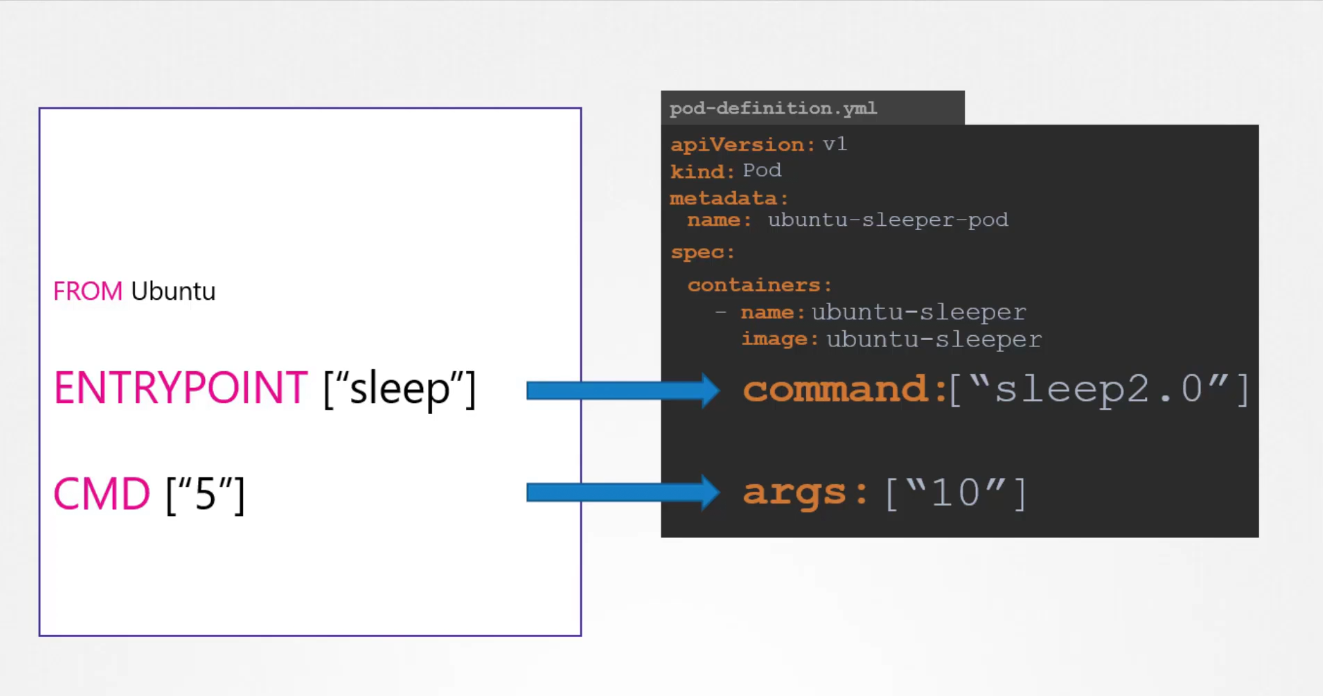 FROM Ubuntu
ENTRYPOINT [“sleep”]
CMD [“5”]
pod-definition.yml
apiVersion: v1
kind: Pod
metadata:
name: ubuntu-sleeper-pod
spec:
containers:
- name: ubuntu-sleeper
image: ubuntu-sleeper
command:[“sleep2.0”]
args: [“10”]